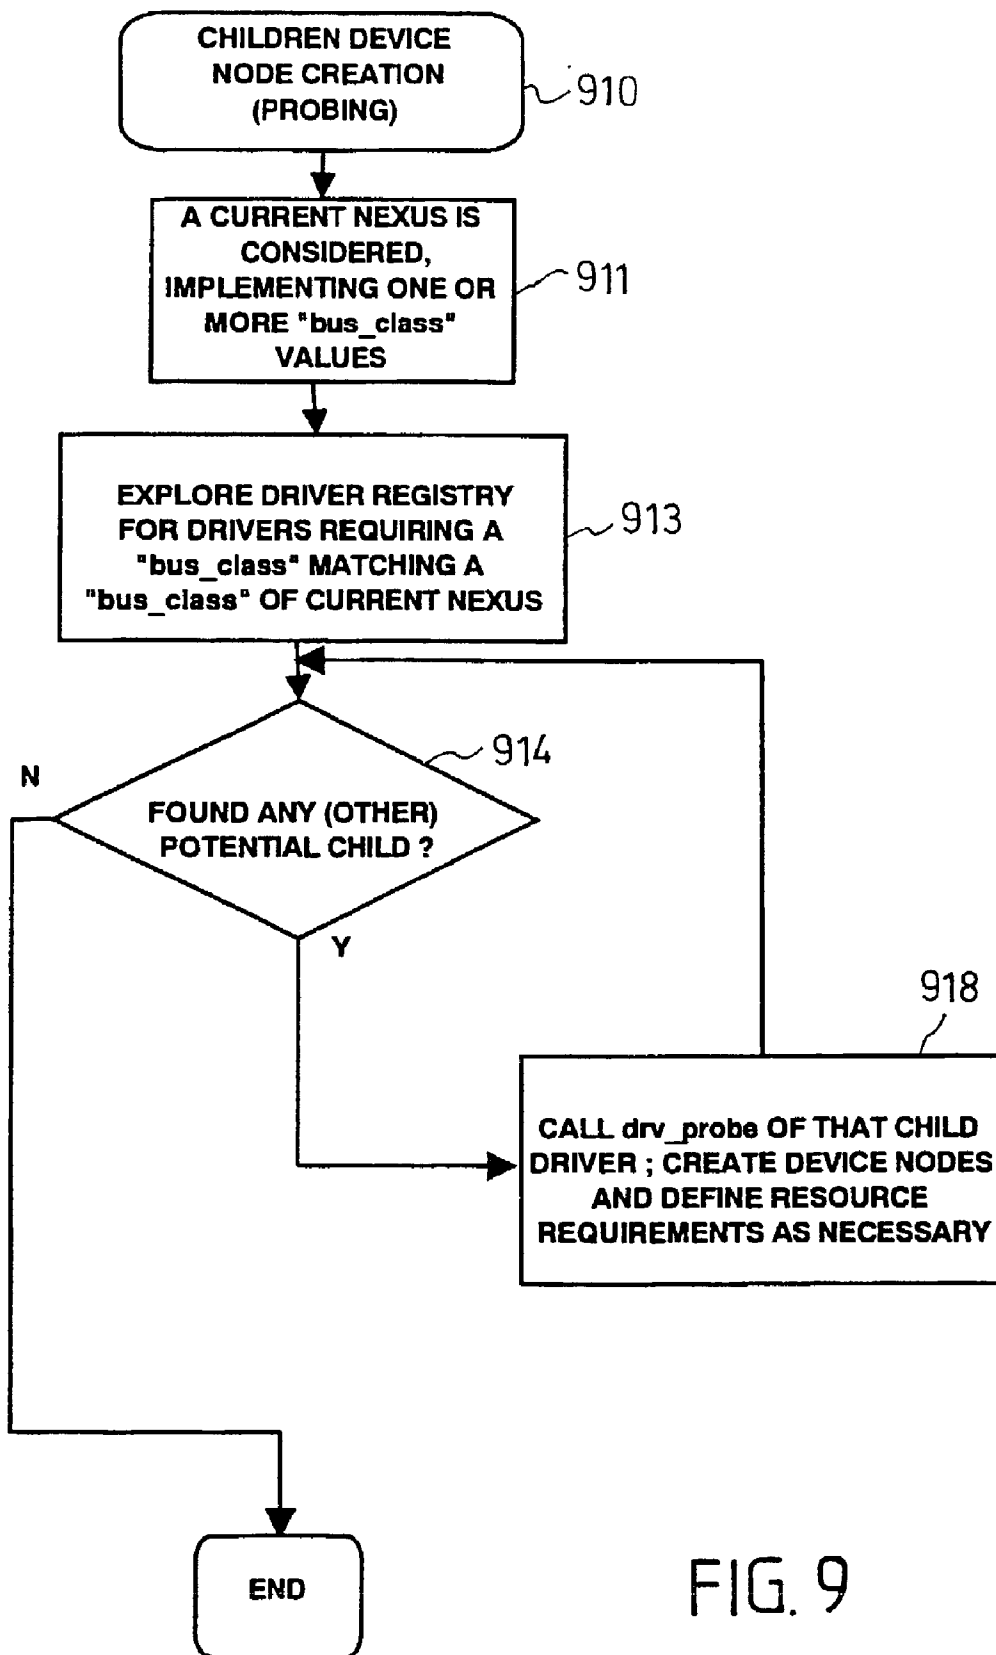 CHILDREN DEVICE
NODE CREATION
(PROBING)
910
A CURRENT NEXUS IS
CONSIDERED,
IMPLEMENTING ONE OR
MORE "bus_class"
VALUES
911
EXPLORE DRIVER REGISTRY
FOR DRIVERS REQUIRING A
"bus_class" MATCHING A
"bus_class" OF CURRENT NEXUS
913
914
N
FOUND ANY (OTHER)
POTENTIAL CHILD ?
Y
918
CALL drv_probe OF THAT CHILD
DRIVER ; CREATE DEVICE NODES
AND DEFINE RESOURCE
REQUIREMENTS AS NECESSARY
END
FIG. 9